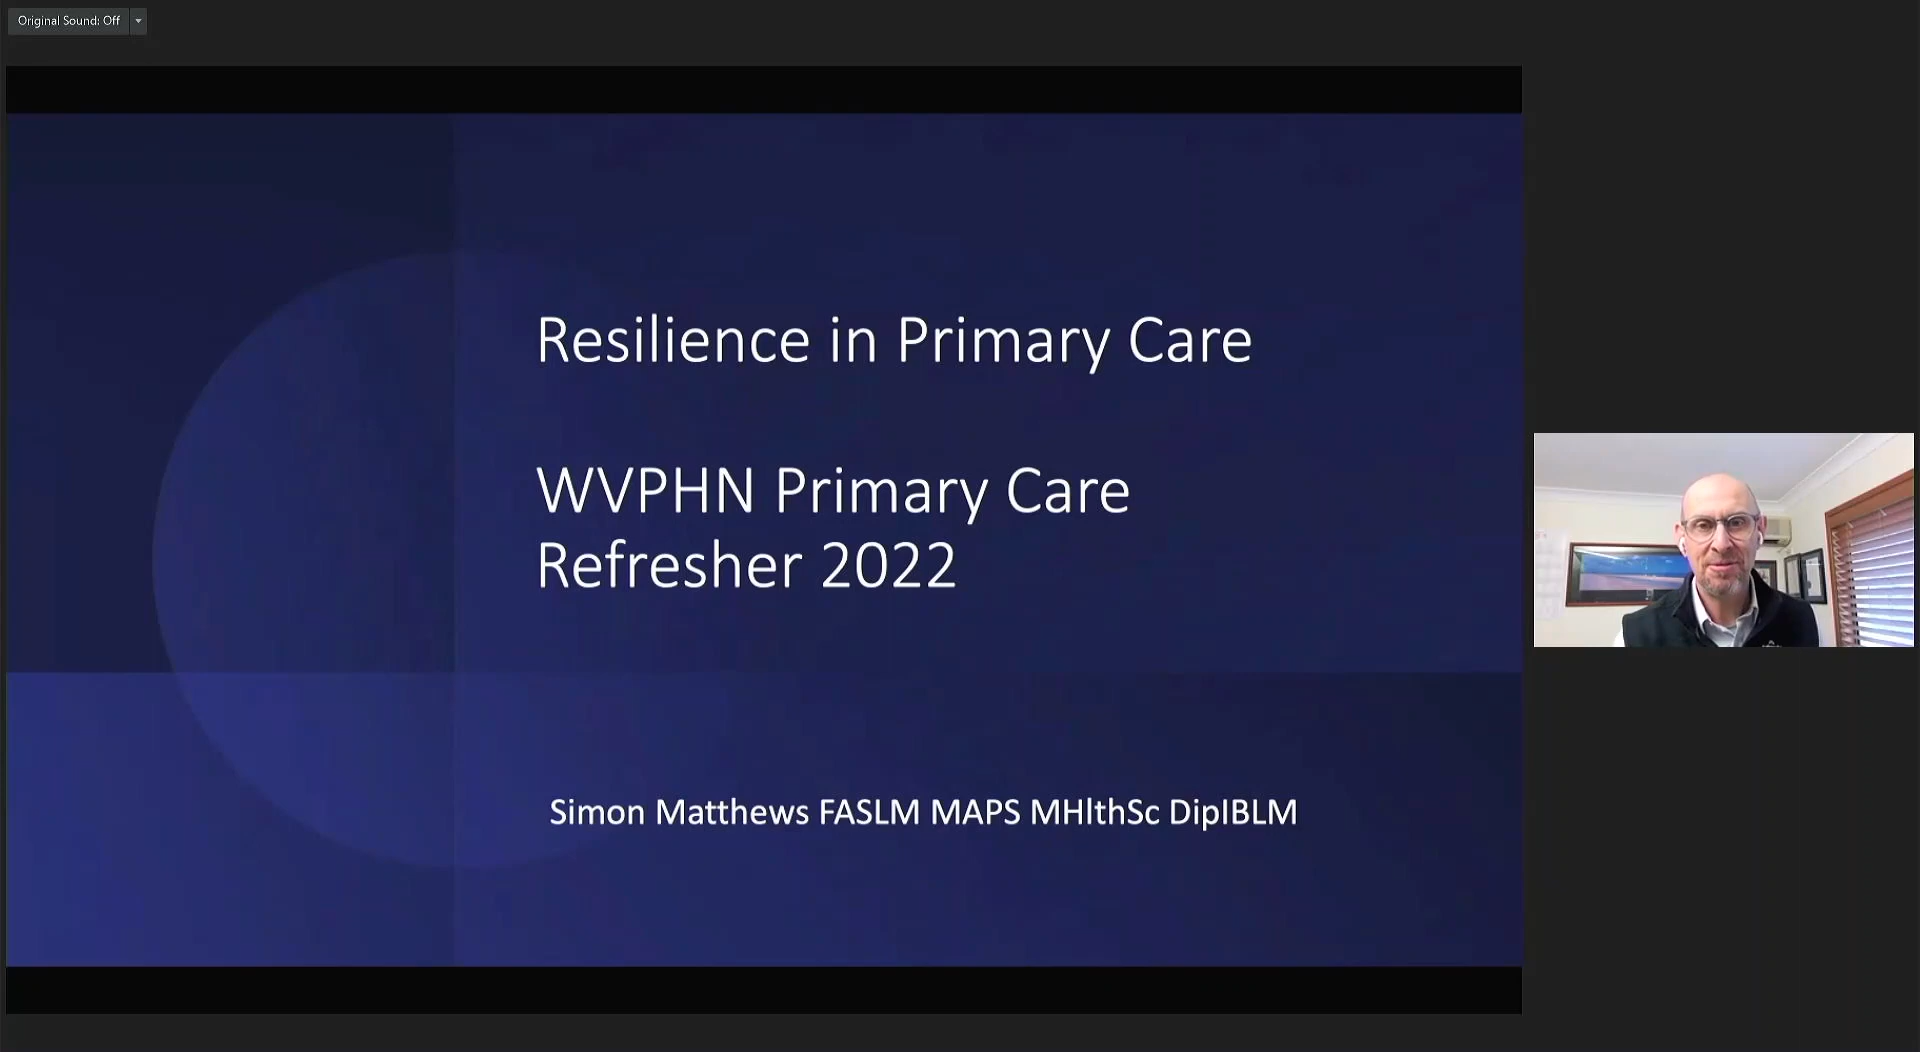 Original Sound: Off
Resilience in Primary Care
WVPHN Primary Care
Refresher 2022
Simon Matthews FASLM MAPS MHlthSc DipIBLM